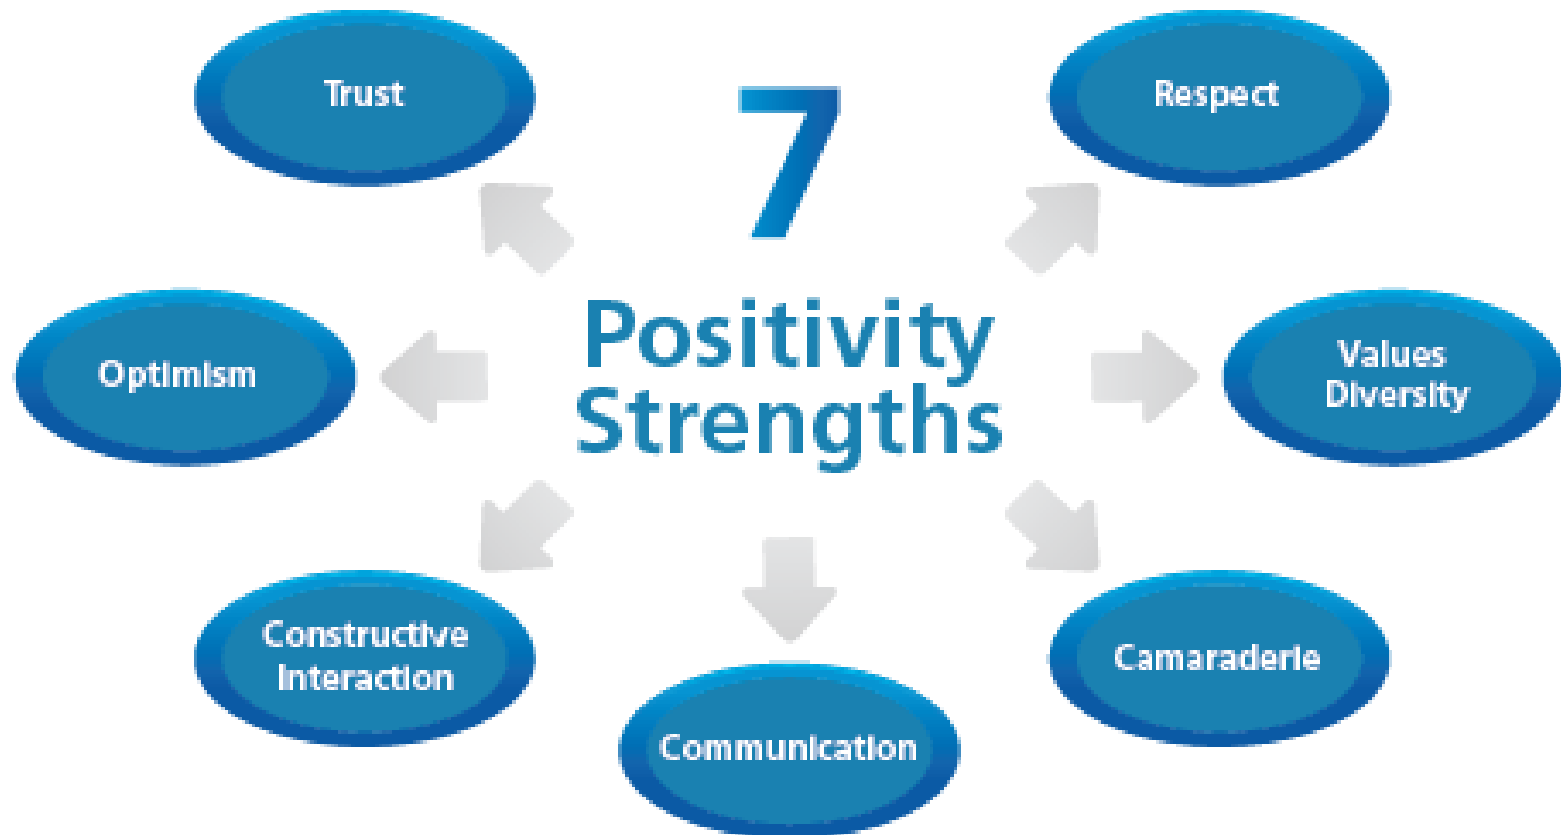 Trust
7
Respect
Positivity
Strengths
Optimism
Values
Diversity
Constructive
Interaction
Camaraderie
Communication